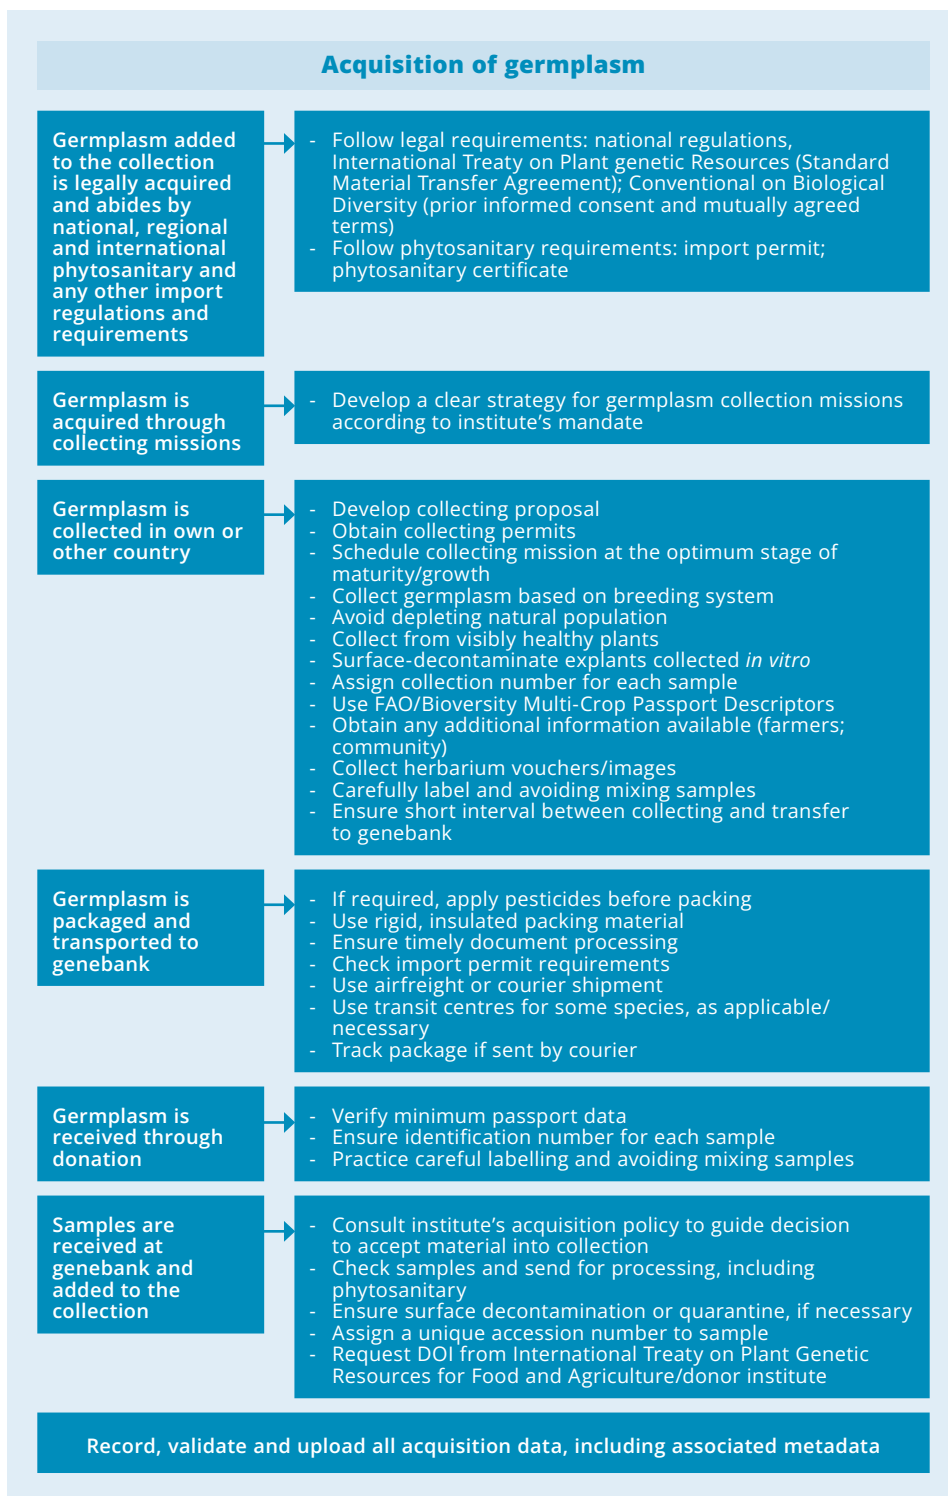 Acquisition of germplasm
Germplasm added
to the collection
is legally acquired
and abides by
national, regional
and international
phytosanitary and
any other import
regulations and
requirements
- Follow legal requirements: national regulations,
International Treaty on Plant genetic Resources (Standard
Material Transfer Agreement); Conventional on Biological
Diversity (prior informed consent and mutually agreed
terms)
- Follow phytosanitary requirements: import permit;
phytosanitary certificate
Germplasm is
acquired through
collecting missions
- Develop a clear strategy for germplasm collection missions
according to institute's mandate
Germplasm is
collected in own or
other country
- Develop collecting proposal
- Obtain collecting permits
- Schedule collecting mission at the optimum stage of
maturity/growth
- Collect germplasm based on breeding system
- Avoid depleting natural population
- Collect from visibly healthy plants
- Surface-decontaminate explants collected in vitro
- Assign collection number for each sample
- Use FAO/Bioversity Multi-Crop Passport Descriptors
- Obtain any additional information available (farmers;
community)
- Collect herbarium vouchers/images
- Carefully label and avoiding mixing samples
- Ensure short interval between collecting and transfer
to genebank
Germplasm is
packaged and
transported to
genebank
- If required, apply pesticides before packing
- Use rigid, insulated packing material
- Ensure timely document processing
- Check import permit requirements
- Use airfreight or courier shipment
- Use transit centres for some species, as applicable/
necessary
- Track package if sent by courier
Germplasm is
received through
donation
- Verify minimum passport data
- Ensure identification number for each sample
- Practice careful labelling and avoiding mixing samples
Samples are
received at
genebank and
added to the
collection
- Consult institute's acquisition policy to guide decision
to accept material into collection
- Check samples and send for processing, including
phytosanitary
- Ensure surface decontamination or quarantine, if necessary
- Assign a unique accession number to sample
- Request DOI from International Treaty on Plant Genetic
Resources for Food and Agriculture/donor institute
Record, validate and upload all acquisition data, including associated metadata